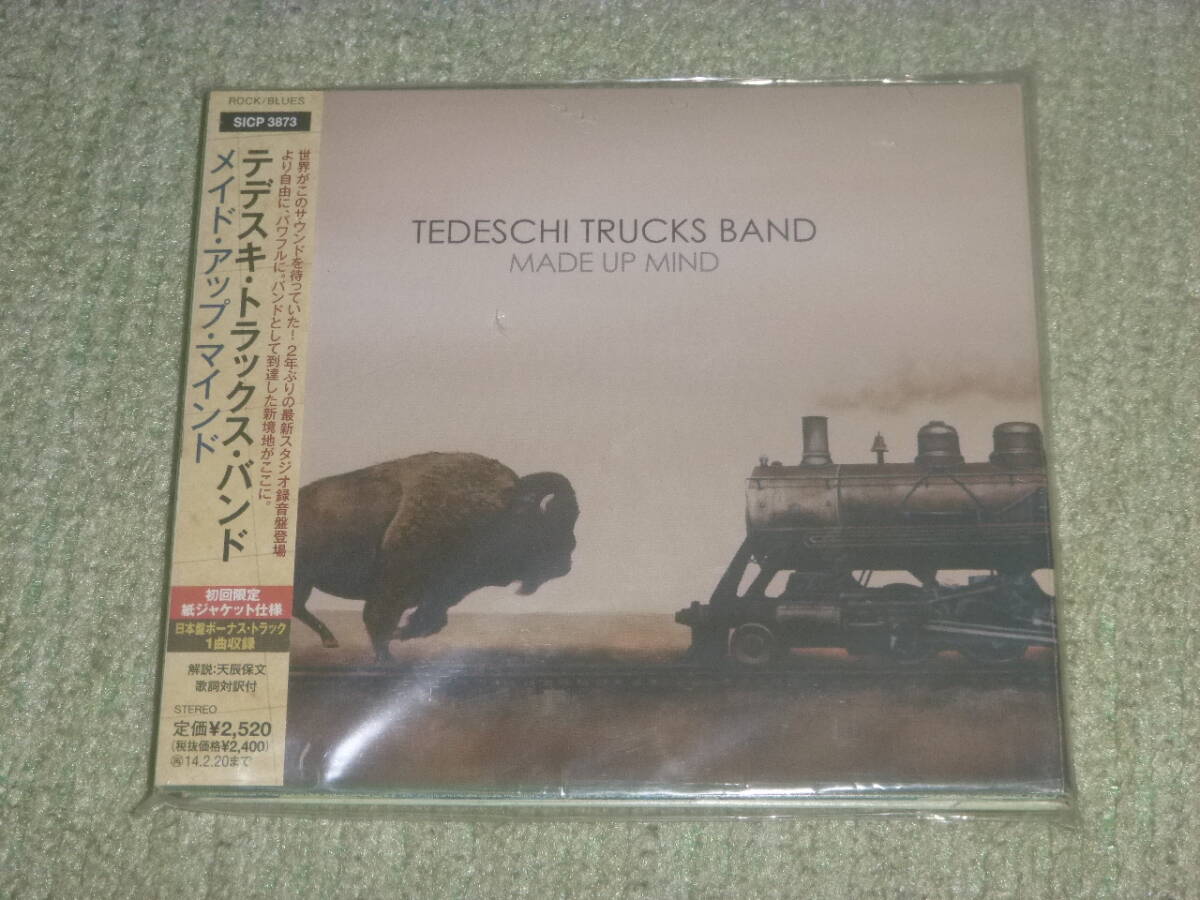 ROCK/BLUES
SICP 3873
世界がこのサウンドを待っていた!2年ぶりの最新スタジオ録音盤登場
より自由に、パワフルに。バンドとして到達した新境地がここに。
テデスキ・トラックス・バンド
メイド・アップ・マインド
初回限定
紙ジャケット仕様
日本盤ボーナス・トラック
1曲収録
解説:天辰保文
歌詞対訳付
STEREO
定価¥2,520
(税抜価格¥2,400)
㋐14.2.20まで
TEDESCHI TRUCKS BAND
MADE UP MIND